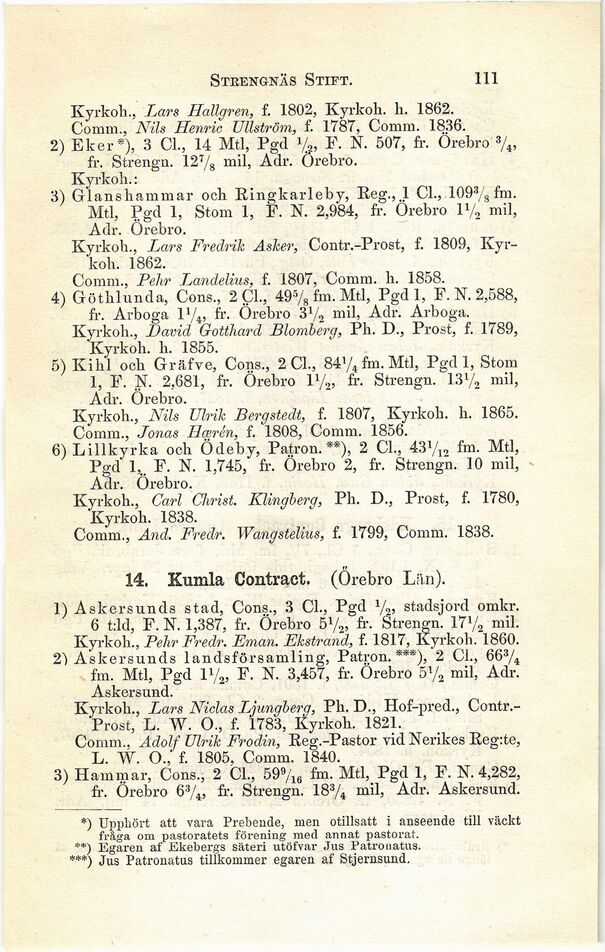 STRENGNÄS STIFT. 111
Kyrkoh., Lars Hallgren, f. 1802, Kyrkoh. h. 1862.
Comm., Nils Henric Ullström, f. 1787, Comm. 1836.
2) Eker*), 3 Cl., 14 Mtl, Pgd 1/2, F. N. 507, fr. Örebro 3/4,
fr. Strengn. 127/8 mil, Adr. Örebro.
Kyrkoh.:
3) Glanshammar och Ringkarleby, Reg., 1 Cl., 1093/8 fm.
Mtl, Pgd 1, Stom 1, F. N. 2,984, fr. Örebro 11/2 mil,
Adr. Örebro.
Kyrkoh., Lars Fredrik Asker, Contr.-Prost, f. 1809, Kyr-
koh. 1862.
Comm., Pehr Landelius, f. 1807, Comm. h. 1858.
4) Göthlunda, Cons., 2 Cl., 495/8 fm. Mtl, Pgd 1, F. N. 2,588,
fr. Arboga 11/4, fr. Örebro 31/2 mil, Adr. Arboga.
Kyrkoh., David Gotthard Blomberg, Ph. D., Prost, f. 1789,
Kyrkoh. h. 1855.
5) Kihl och Gräfve, Cons., 2 Cl., 841/4 fm. Mtl, Pgd 1, Stom
1, F. N. 2,681, fr. Örebro 11/2, fr. Strengn. 131/2 mil,
Adr. Örebro.
Kyrkoh., Nils Ulrik Bergstedt, f. 1807, Kyrkoh. h. 1865.
Comm., Jonas Hærén, f. 1808, Comm. 1856.
6) Lillkyrka och Ödeby, Patron.**), 2 Cl., 431/12 fm. Mtl,
Pgd 1, F. N. 1,745, fr. Örebro 2, fr. Strengn. 10 mil,
Adr. Örebro.
Kyrkoh., Carl Christ. Klingberg, Ph. D., Prost, f. 1780,
Kyrkoh. 1838.
Comm., And. Fredr. Wangstelius, f. 1799, Comm. 1838.
14. Kumla Contract. (Örebro Län).
1) Askersunds stad, Cons., 3 Cl., Pgd 1/2, stadsjord omkr.
6 t:ld, F. N. 1,387, fr. Örebro 51/2, fr. Strengn. 171/2 mil.
Kyrkoh., Pehr Fredr. Eman. Ekstrand, f. 1817, Kyrkoh. 1860.
2) Askersunds landsförsamling, Patron.***), 2 Cl., 663/4
fm. Mtl, Pgd 11/2, F. N. 3,457, fr. Örebro 51/2 mil, Adr.
Askersund.
Kyrkoh., Lars Niclas Ljungberg, Ph. D., Hof-pred., Contr.-
Prost, L. W. O., f. 1783, Kyrkoh. 1821.
Comm., Adolf Ulrik Frodin, Reg.-Pastor vid Nerikes Reg:te,
L. W. O., f. 1805, Comm. 1840.
3) Hammar, Cons., 2 Cl., 599/16 fm. Mtl, Pgd 1, F. N. 4,282,
fr. Örebro 63/4, fr. Strengn. 183/4 mil, Adr. Askersund.
*) Upphört att vara Prebende, men otillsatt i anseende till väckt
fråga om pastoratets förening med annat pastorat.
**) Egaren af Ekebergs säteri utöfvar Jus Patronatus.
***) Jus Patronatus tillkommer egaren af Stjernsund.